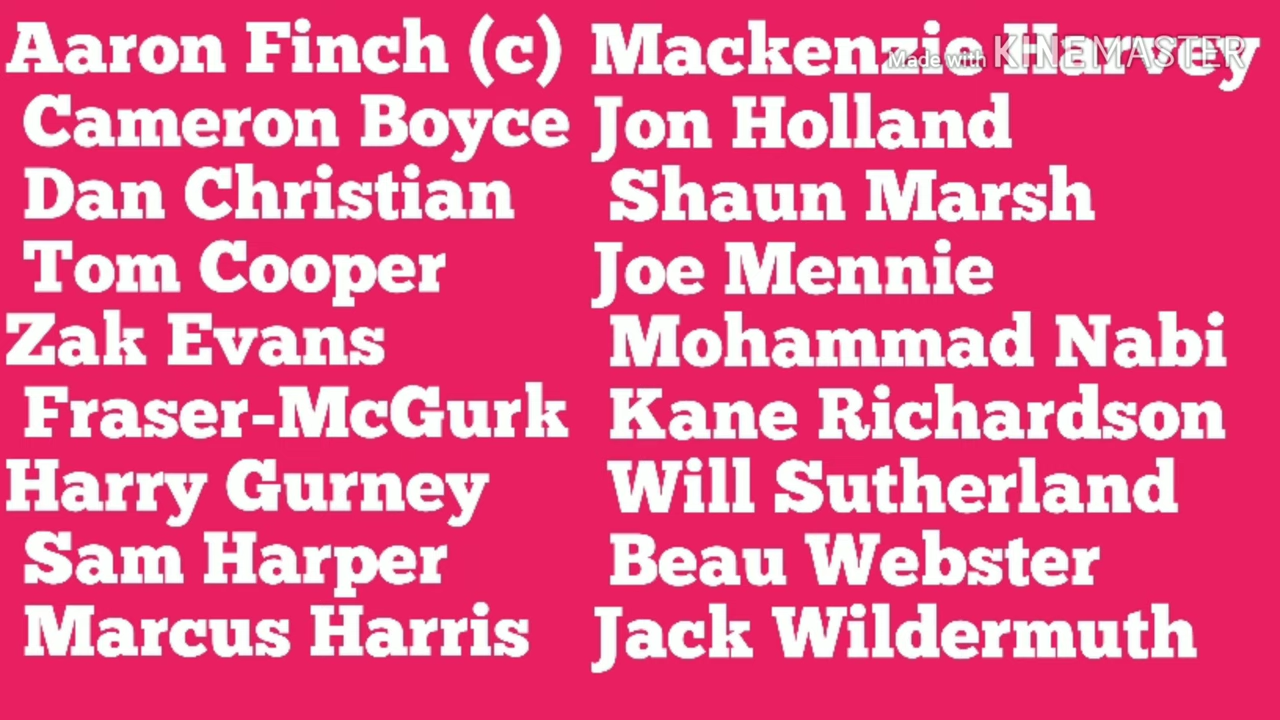 Aaron Finch (c)
Cameron Boyce
Dan Christian
Tom Cooper
Zak Evans
Fraser-McGurk
Harry Gurney
Sam Harper
Marcus Harris
Mackenzie Harvey
Made with KINEMASTER
Jon Holland
Shaun Marsh
Joe Mennie
Mohammad Nabi
Kane Richardson
Will Sutherland
Beau Webster
Jack Wildermuth